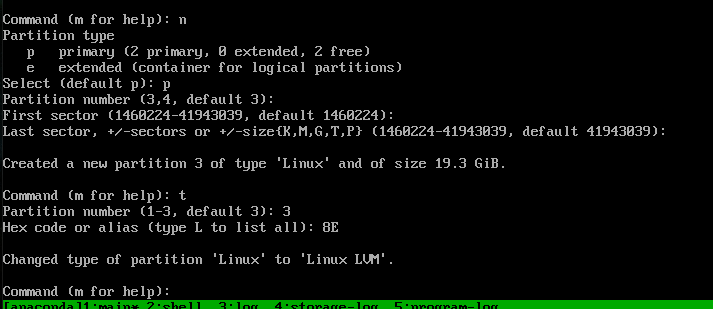 Command (m for help): n
Partition type
p primary (2 primary, 0 extended, 2 free)
e extended (container for logical partitions)
Select (default p): p
Partition number (3,4, default 3):
First sector (1460224-41943039, default 1460224):
Last sector, +/-sectors or +/-size{K,M,G,T,P} (1460224-41943039, default 41943039):
Created a new partition 3 of type 'Linux' and of size 19.3 GiB.
Command (m for help): t
Partition number (1-3, default 3): 3
Hex code or alias (type L to list all): 8E
Changed type of partition 'Linux' to 'Linux LVM'.
Command (m for help):
[anaconda]1:main* 2:shell 3:log 4:storage-log 5:program-log